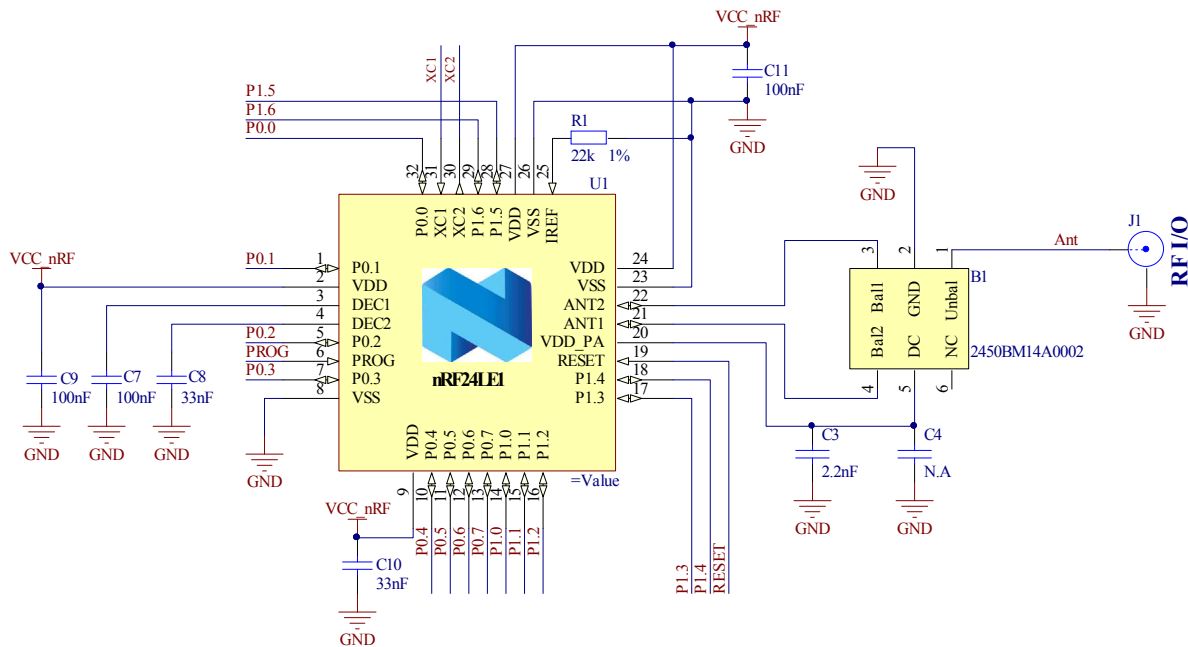 VCC_nRF
C11
100nF
GND
XC1
XC2
P1.5
P1.6
P0.0
R1
22k 1%
32
31
30
29
28
27
26
25
U1
P0.0
XC1
XC2
P1.6
P1.5
VDD
VSS
IREF
VCC_nRF
P0.1
1
2
3
4
P0.2
5
PROG
6
P0.3
7
8
P0.1
VDD
DEC1
DEC2
P0.2
PROG
P0.3
VSS
nRF24LE1
VDD
VSS
ANT2
ANT1
VDD_PA
RESET
P1.4
P1.3
24
23
22
21
20
19
18
17
C9
100nF
GND
C7
100nF
GND
C8
33nF
GND
GND
VDD
P0.4
P0.5
P0.6
P0.7
P1.0
P1.1
P1.2
=Value
9
10
11
12
13
14
15
16
P0.4
P0.5
P0.6
P0.7
P1.0
P1.1
P1.2
VCC_nRF
C10
33nF
GND
P1.3
P1.4
RESET
GND
3
2
1
B1
Bal1
GND
Unbal
Bal2
DC
NC
2450BM14A0002
4
5
6
Ant
J1
RF I/O
GND
C3
2.2nF
GND
C4
N.A
GND